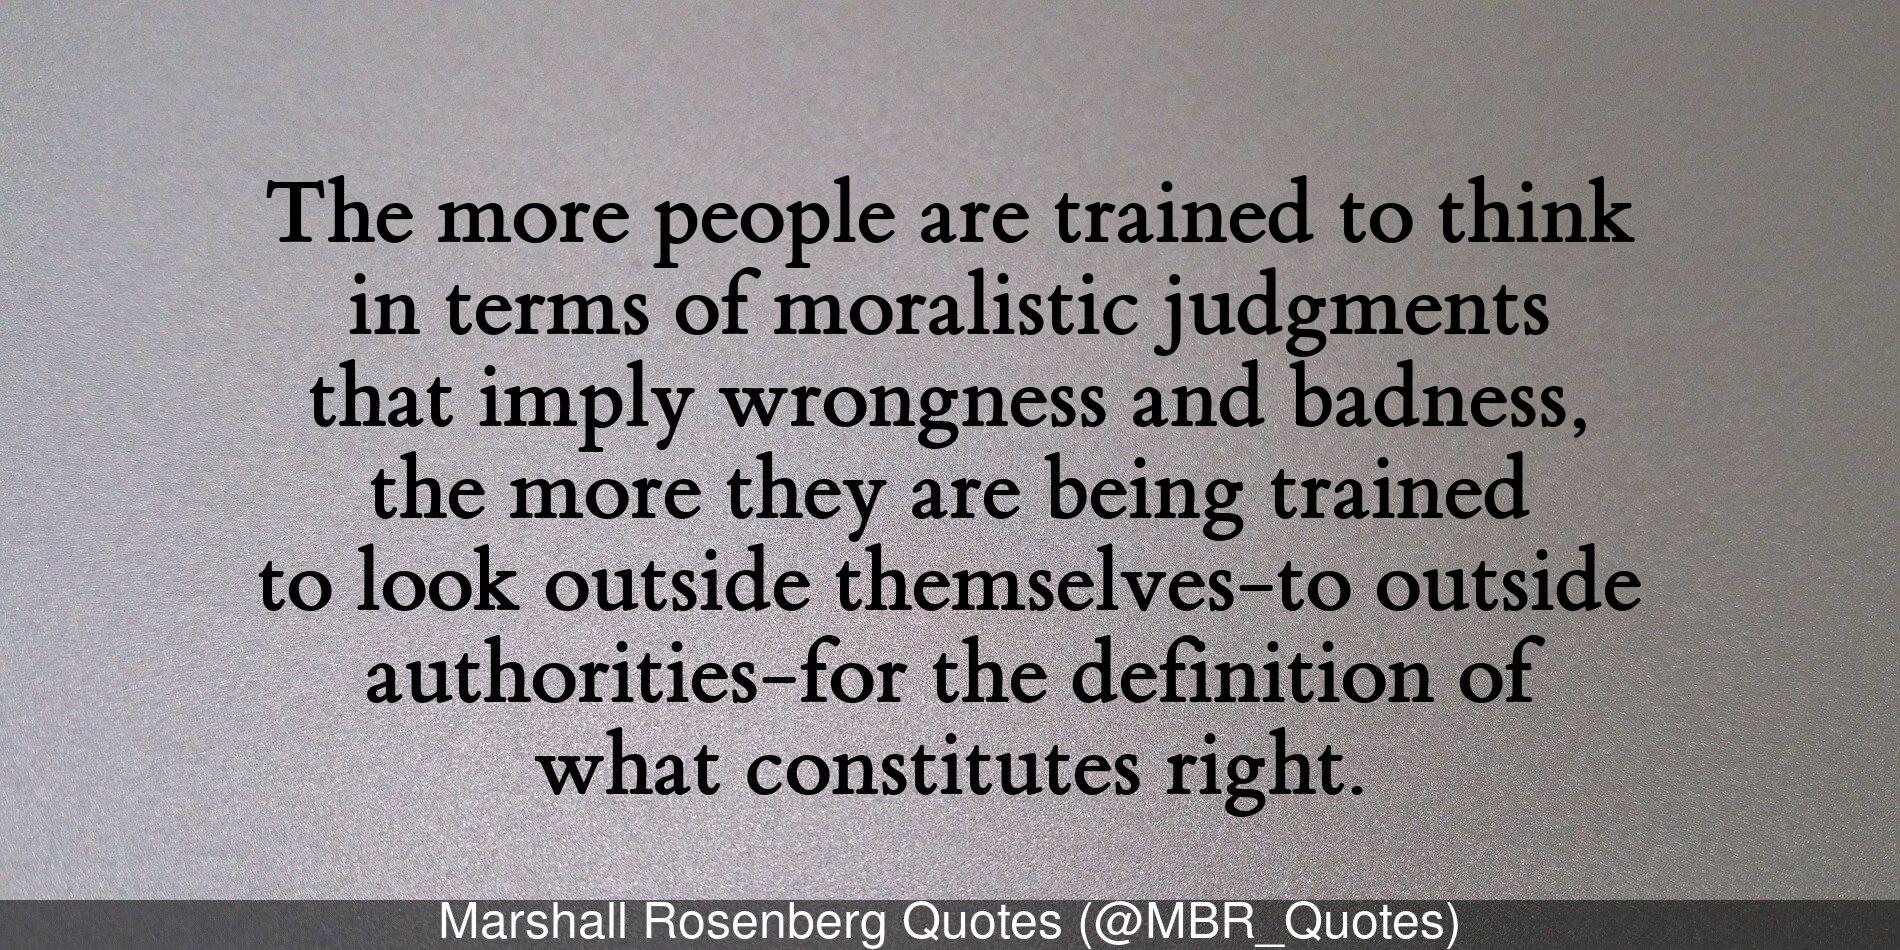 The more people are trained to think
in terms of moralistic judgments
that imply wrongness and badness,
the more they are being trained
to look outside themselves-to outside
authorities-for the definition of
what constitutes right.
Marshall Rosenberg Quotes (@MBR_Quotes)